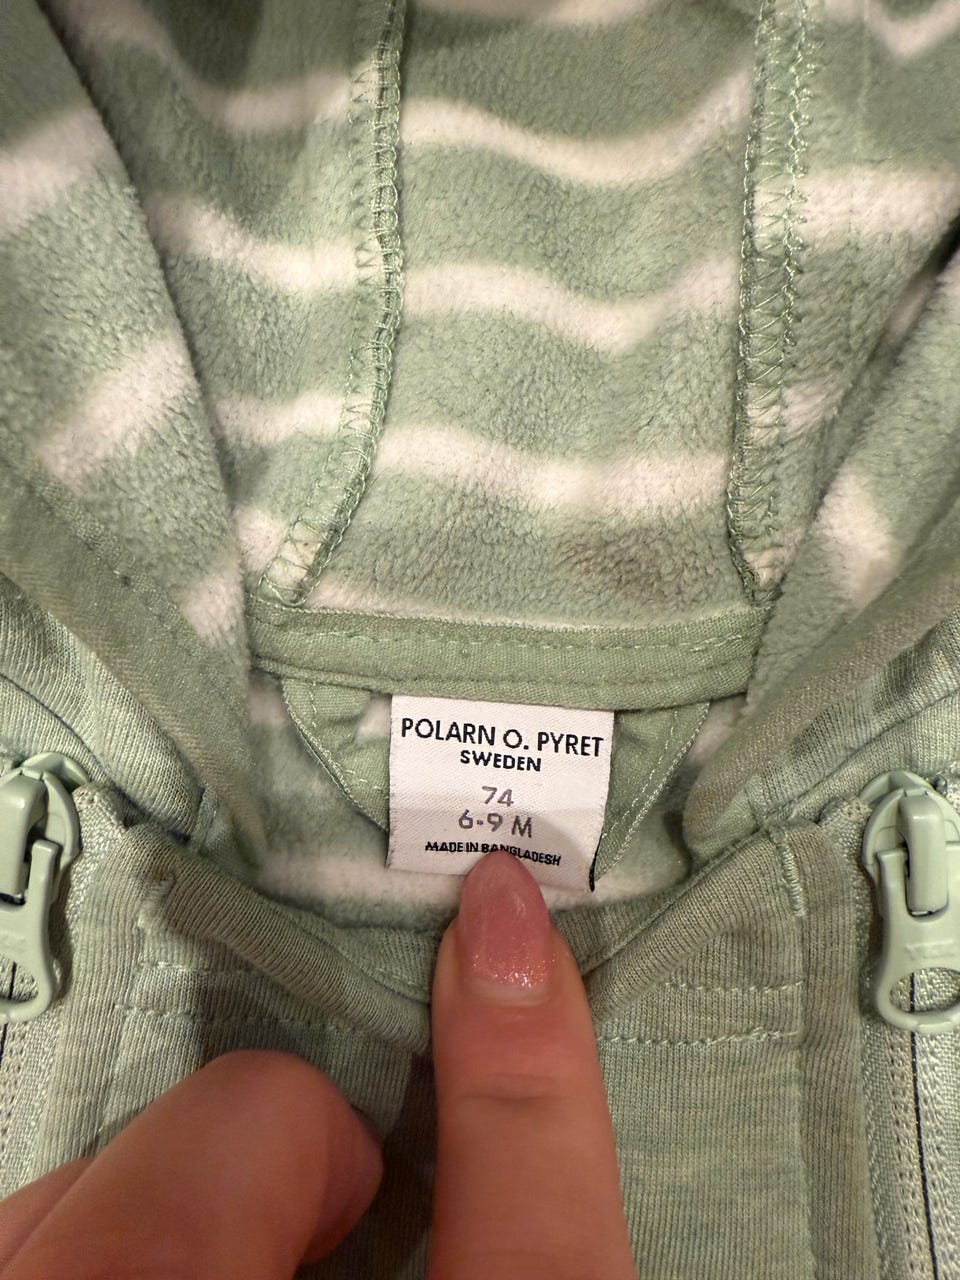 POLARN O. PYRET
SWEDEN
74
6-9 M
MADE IN BANGLADESH